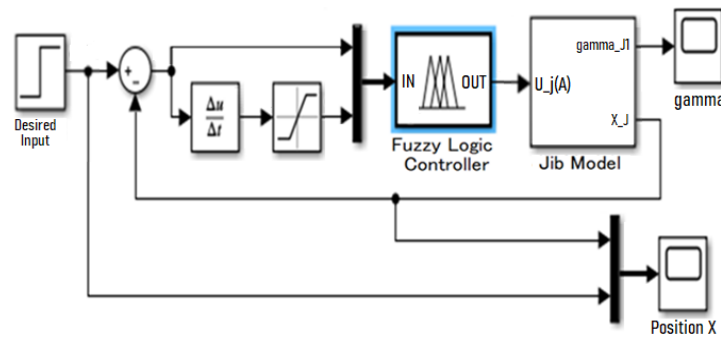 gamma_J1
gamma
IN
OUT
U_j(A)
Δu
Δt
Desired
Input
X_J
Fuzzy Logic
Controller
Jib Model
Position X